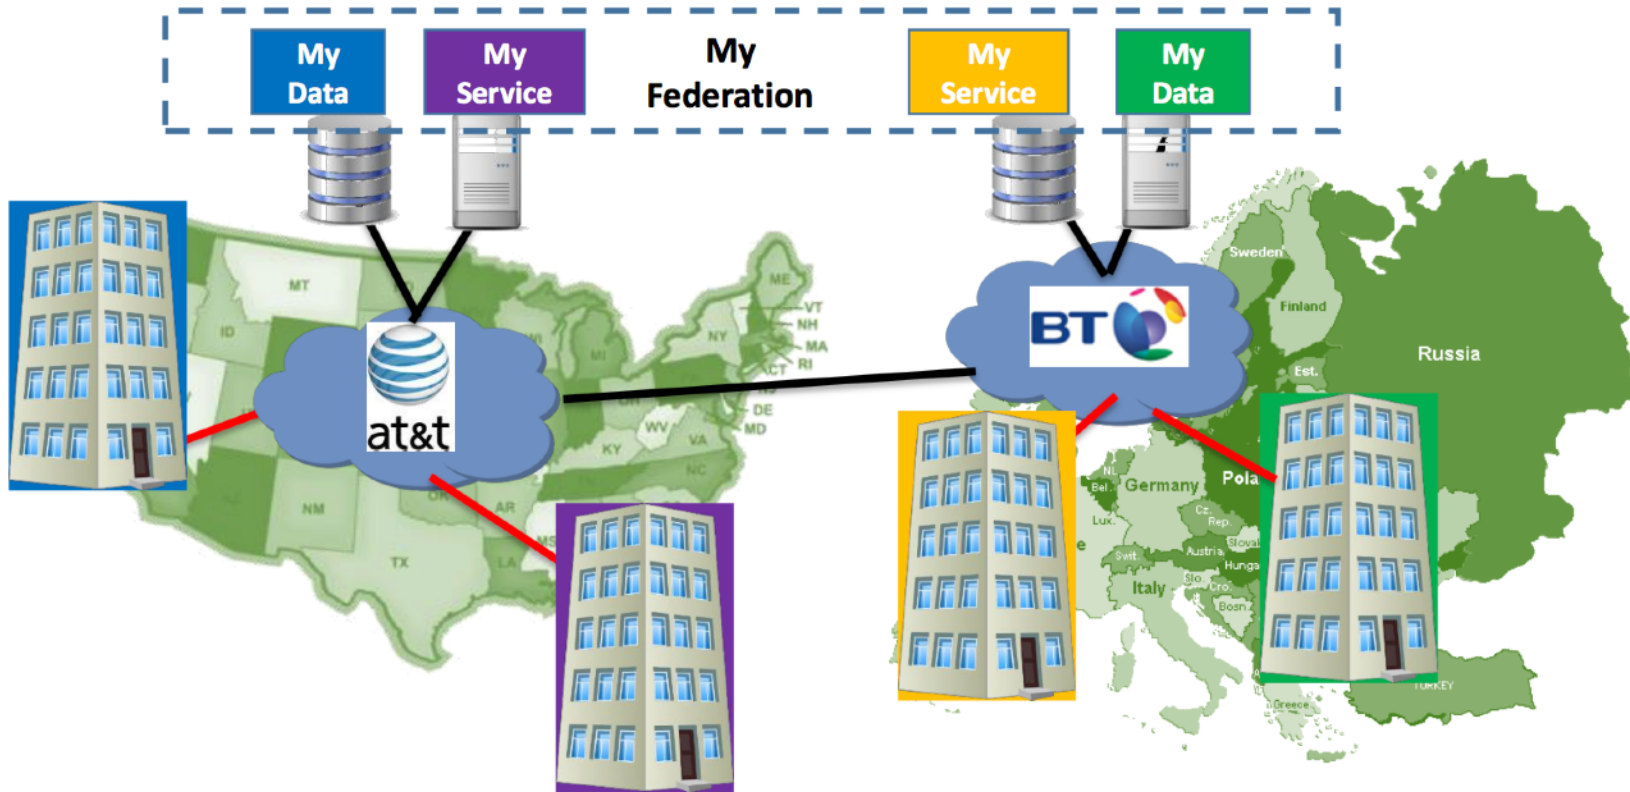 My
Data
My
Service
My
Federation
My
Service
My
Data
MT
ID
WI
MI
NY
ME
VT
NH
MA
RI
CT
NJ
DE
MD
OH
WV
VA
KY
NC
NM
OK
AR
TX
MS
LA
at&t
BT
Sweden
Finland
Russia
Est.
NL
Bel.
Germany
Pola
Lux.
Cz.
Rep.
Slovak
Swit.
Austria
Hunga
Italy
Slo.
Cro.
Bosn.
Greece
TURKEY